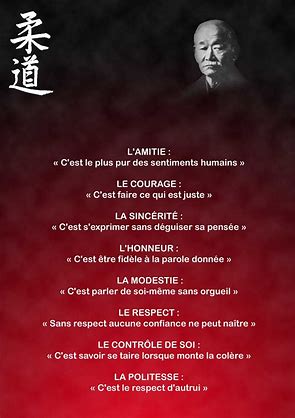 柔
道
L'AMITIE :
« C'est le plus pur des sentiments humains »
LE COURAGE :
« C'est faire ce qui est juste »
LA SINCÉRITÉ :
« C'est s'exprimer sans déguiser sa pensée »
L'HONNEUR :
« C'est être fidèle à la parole donnée »
LA MODESTIE :
« C'est parler de soi-même sans orgueil »
LE RESPECT :
« Sans respect aucune confiance ne peut naître »
LE CONTRÔLE DE SOI :
« C'est savoir se taire lorsque monte la colère »
LA POLITESSE :
« C'est le respect d'autrui »